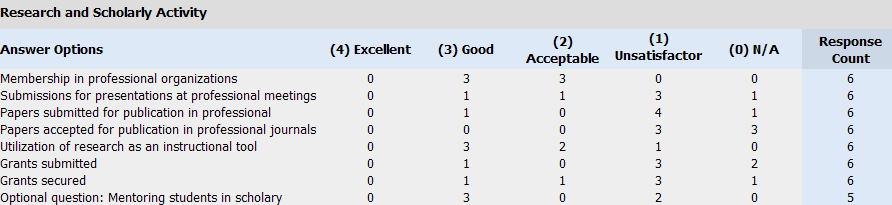 Research and Scholarly Activity
Answer Options (4) Excellent (3) Good (2) Acceptable (1) Unsatisfactor (0) N/A Response Count
Membership in professional organizations 0 3 3 0 0 6
Submissions for presentations at professional meetings 0 1 1 3 1 6
Papers submitted for publication in professional 0 1 0 4 1 6
Papers accepted for publication in professional journals 0 0 0 3 3 6
Utilization of research as an instructional tool 0 3 2 1 0 6
Grants submitted 0 1 0 3 2 6
Grants secured 0 1 1 3 1 6
Optional question: Mentoring students in scholary 0 3 0 2 0 5